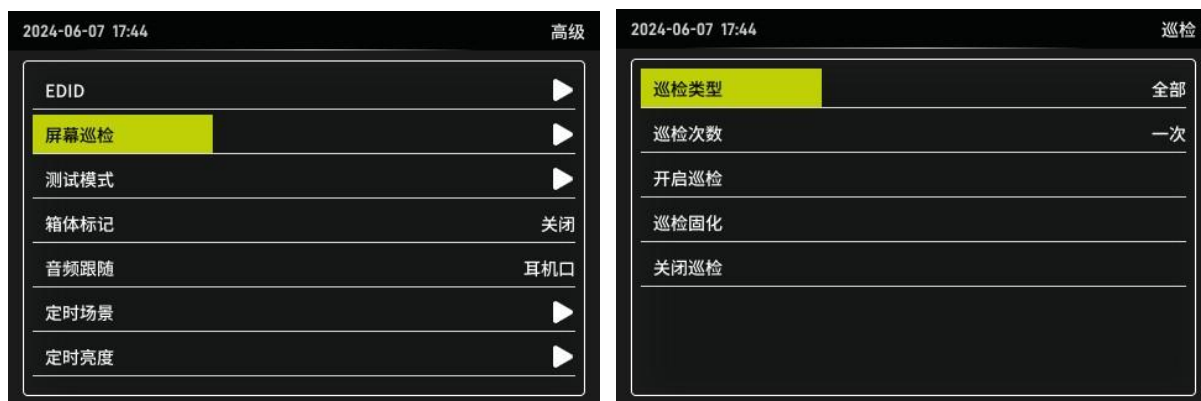 2024-06-07 17:44 高级
EDID
屏幕巡检
测试模式
箱体标记 关闭
音频跟随 耳机口
定时场景
定时亮度
2024-06-07 17:44 巡检
巡检类型 全部
巡检次数 一次
开启巡检
巡检固化
关闭巡检